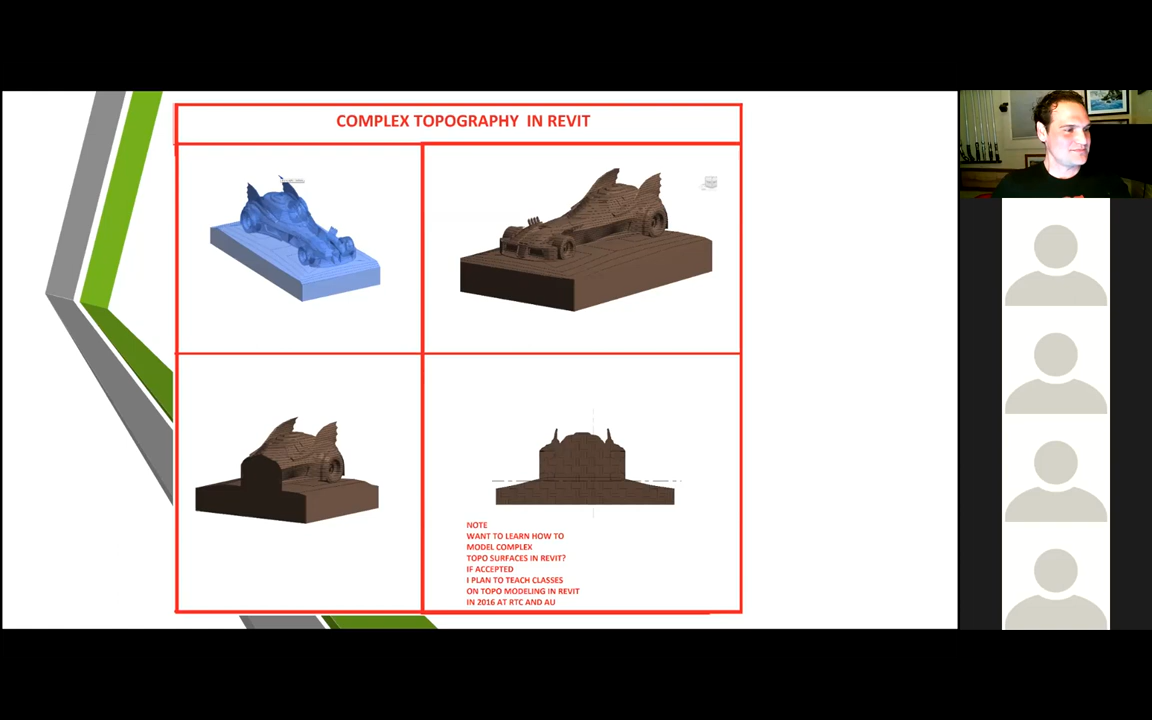 COMPLEX TOPOGRAPHY IN REVIT
NOTE
WANT TO LEARN HOW TO
MODEL COMPLEX
TOPO SURFACES IN REVIT?
IF ACCEPTED
I PLAN TO TEACH CLASSES
ON TOPO MODELING IN REVIT
IN 2016 AT RTC AND AU